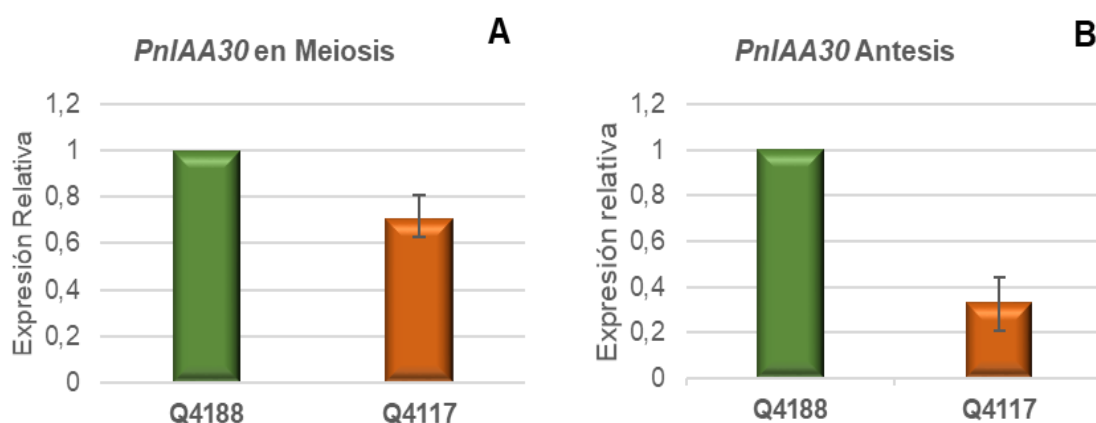 A
PnIAA30 en Meiosis
Expresión Relativa
1,2
1
0,8
0,6
0,4
0,2
0
Q4188 Q4117
B
PnIAA30 Antesis
Expresión relativa
1,2
1
0,8
0,6
0,4
0,2
0
Q4188 Q4117